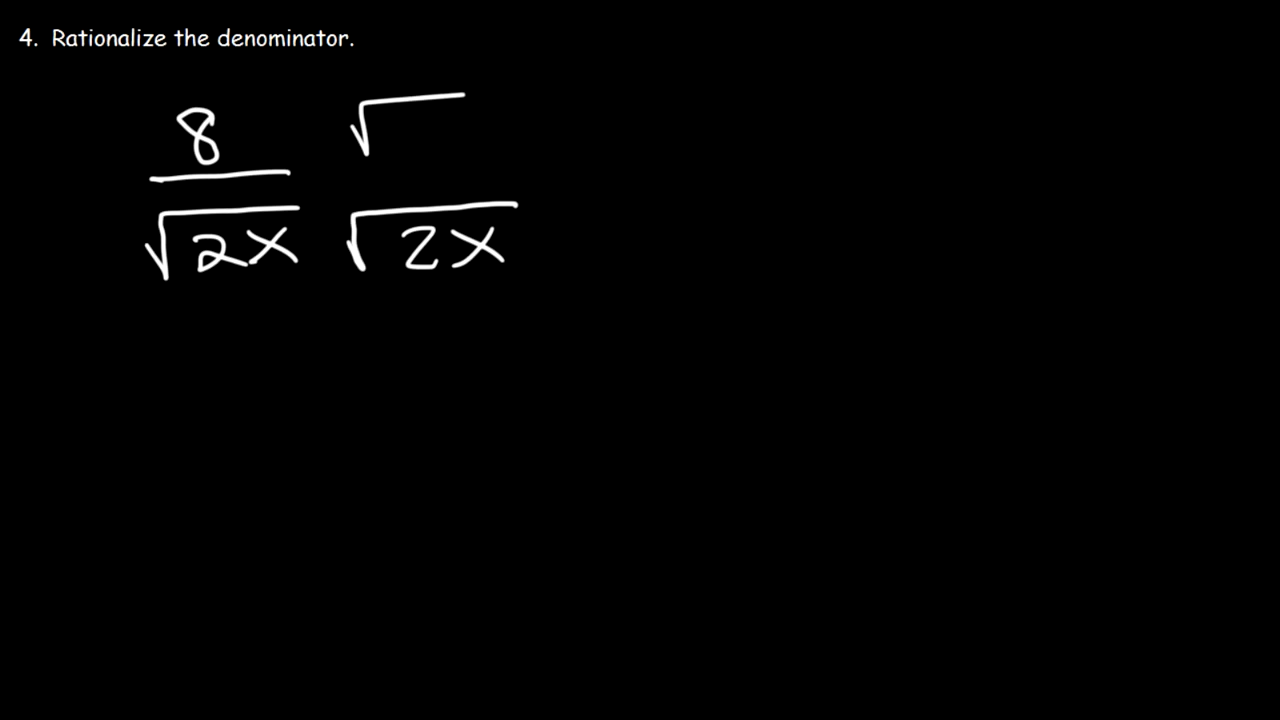 4. Rationalize the denominator.
8 √
√2x √2x